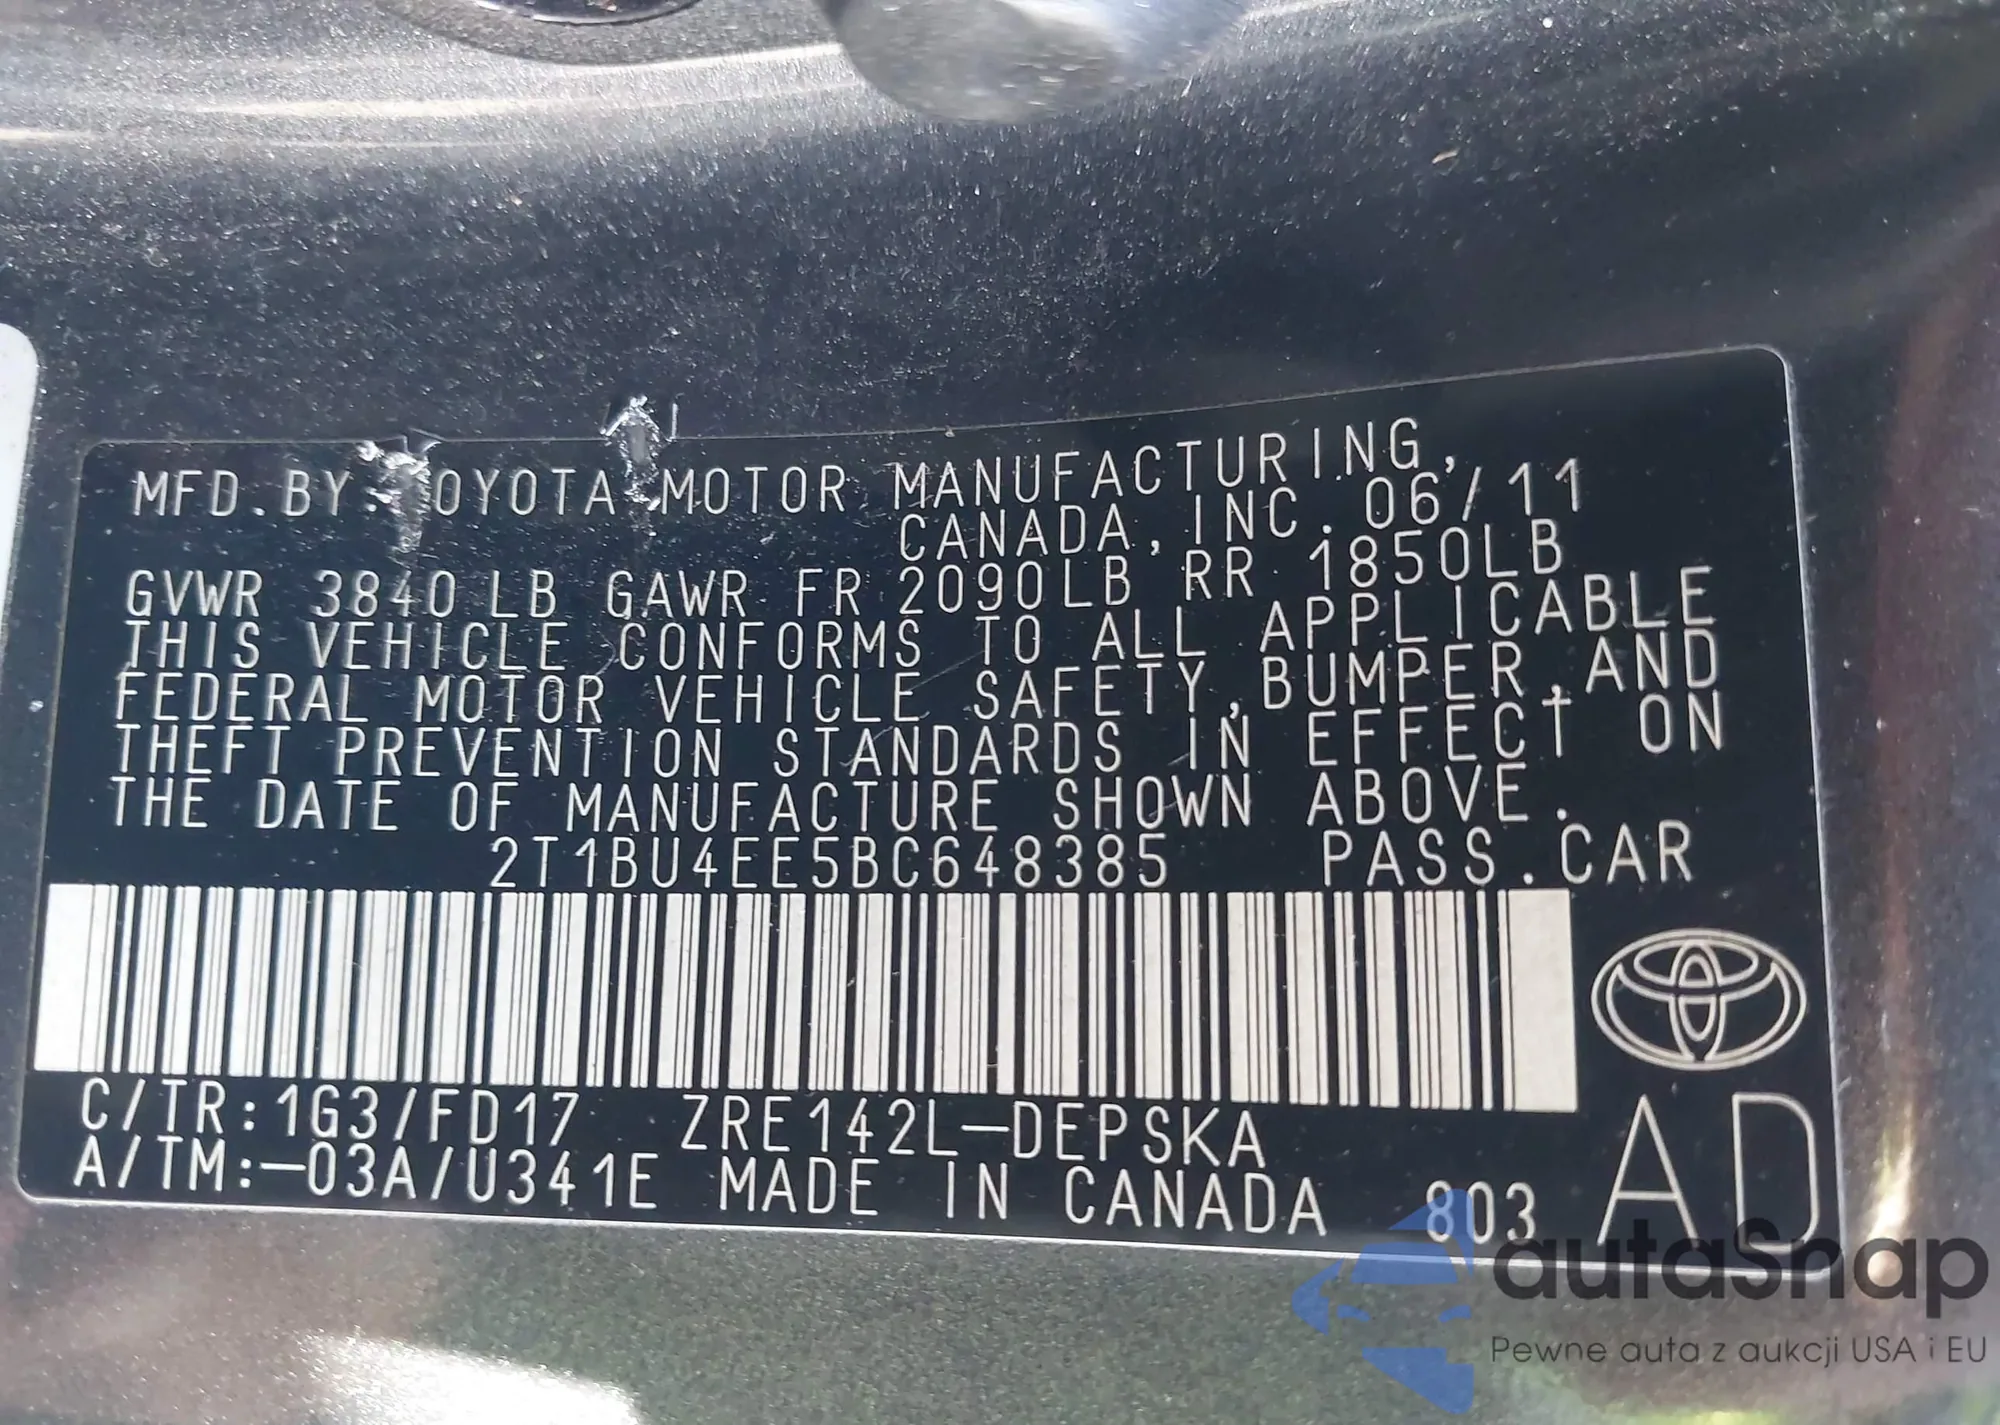 MFD.BY:TOYOTA MOTOR MANUFACTURING,
CANADA,INC. 06/11
GVWR 3840LB GAWR FR 2090LB RR 1850LB
THIS VEHICLE CONFORMS TO ALL APPLICABLE
FEDERAL MOTOR VEHICLE SAFETY,BUMPER,AND
THEFT PREVENTION STANDARDS IN EFFECT ON
THE DATE OF MANUFACTURE SHOWN ABOVE.
2T1BU4EE5BC648385 PASS.CAR
C/TR:1G3/FD17 ZRE142L-DEPSKA
A/TM:-03A/U341E MADE IN CANADA 803
AD
autaSnap
Pewne auta z aukcji USA i EU